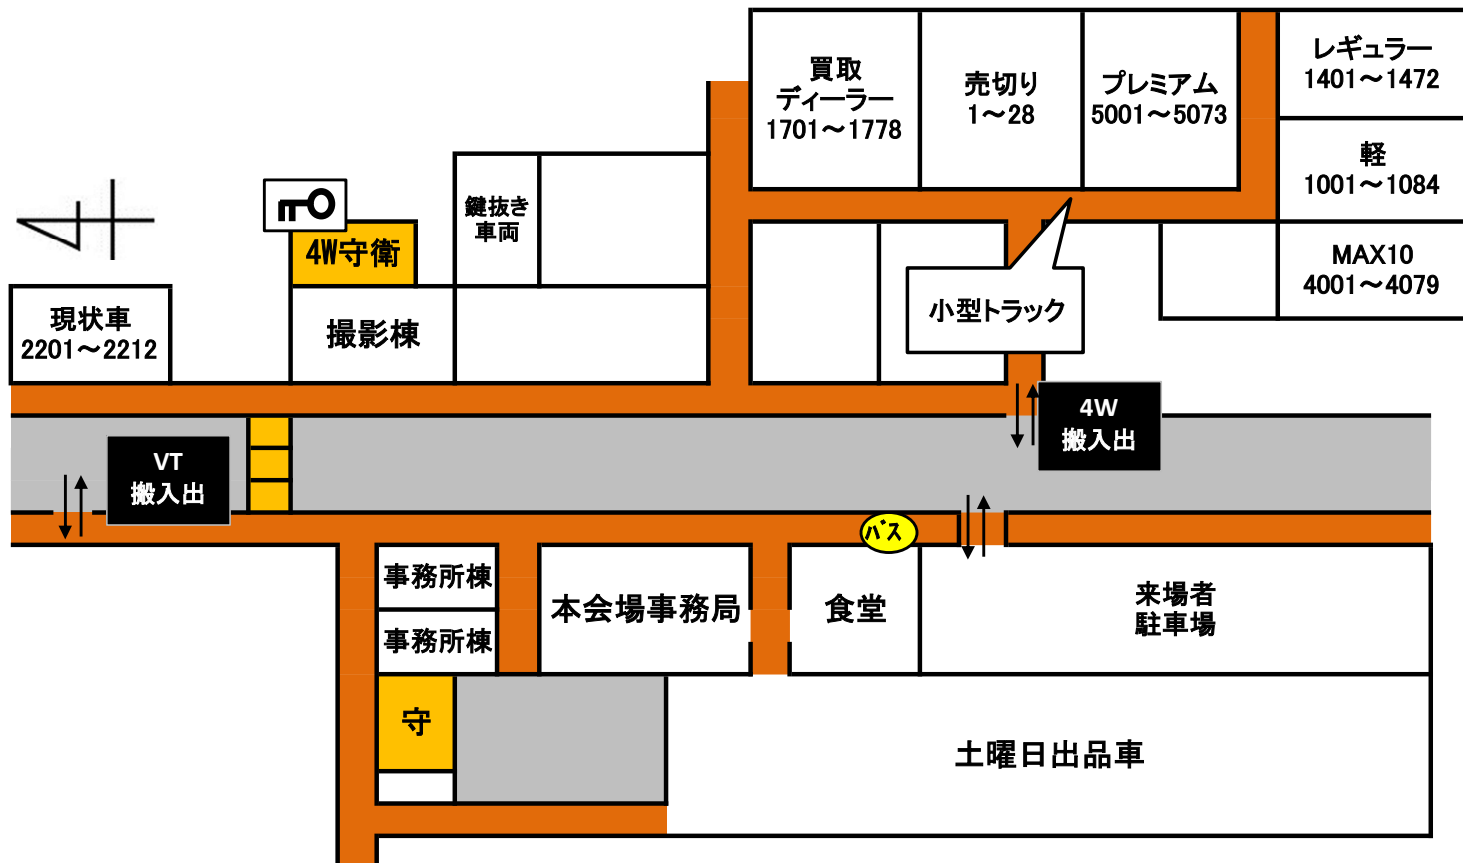 買取
ディーラー
1701～1778
売切り
1～28
プレミアム
5001～5073
レギュラー
1401～1472
軽
1001～1084
MAX10
4001～4079
鍵抜き
車両
4W守衛
撮影棟
現状車
2201～2212
小型トラック
4W
搬入出
VT
搬入出
バス
事務所棟
事務所棟
本会場事務局
食堂
来場者
駐車場
守
土曜日出品車